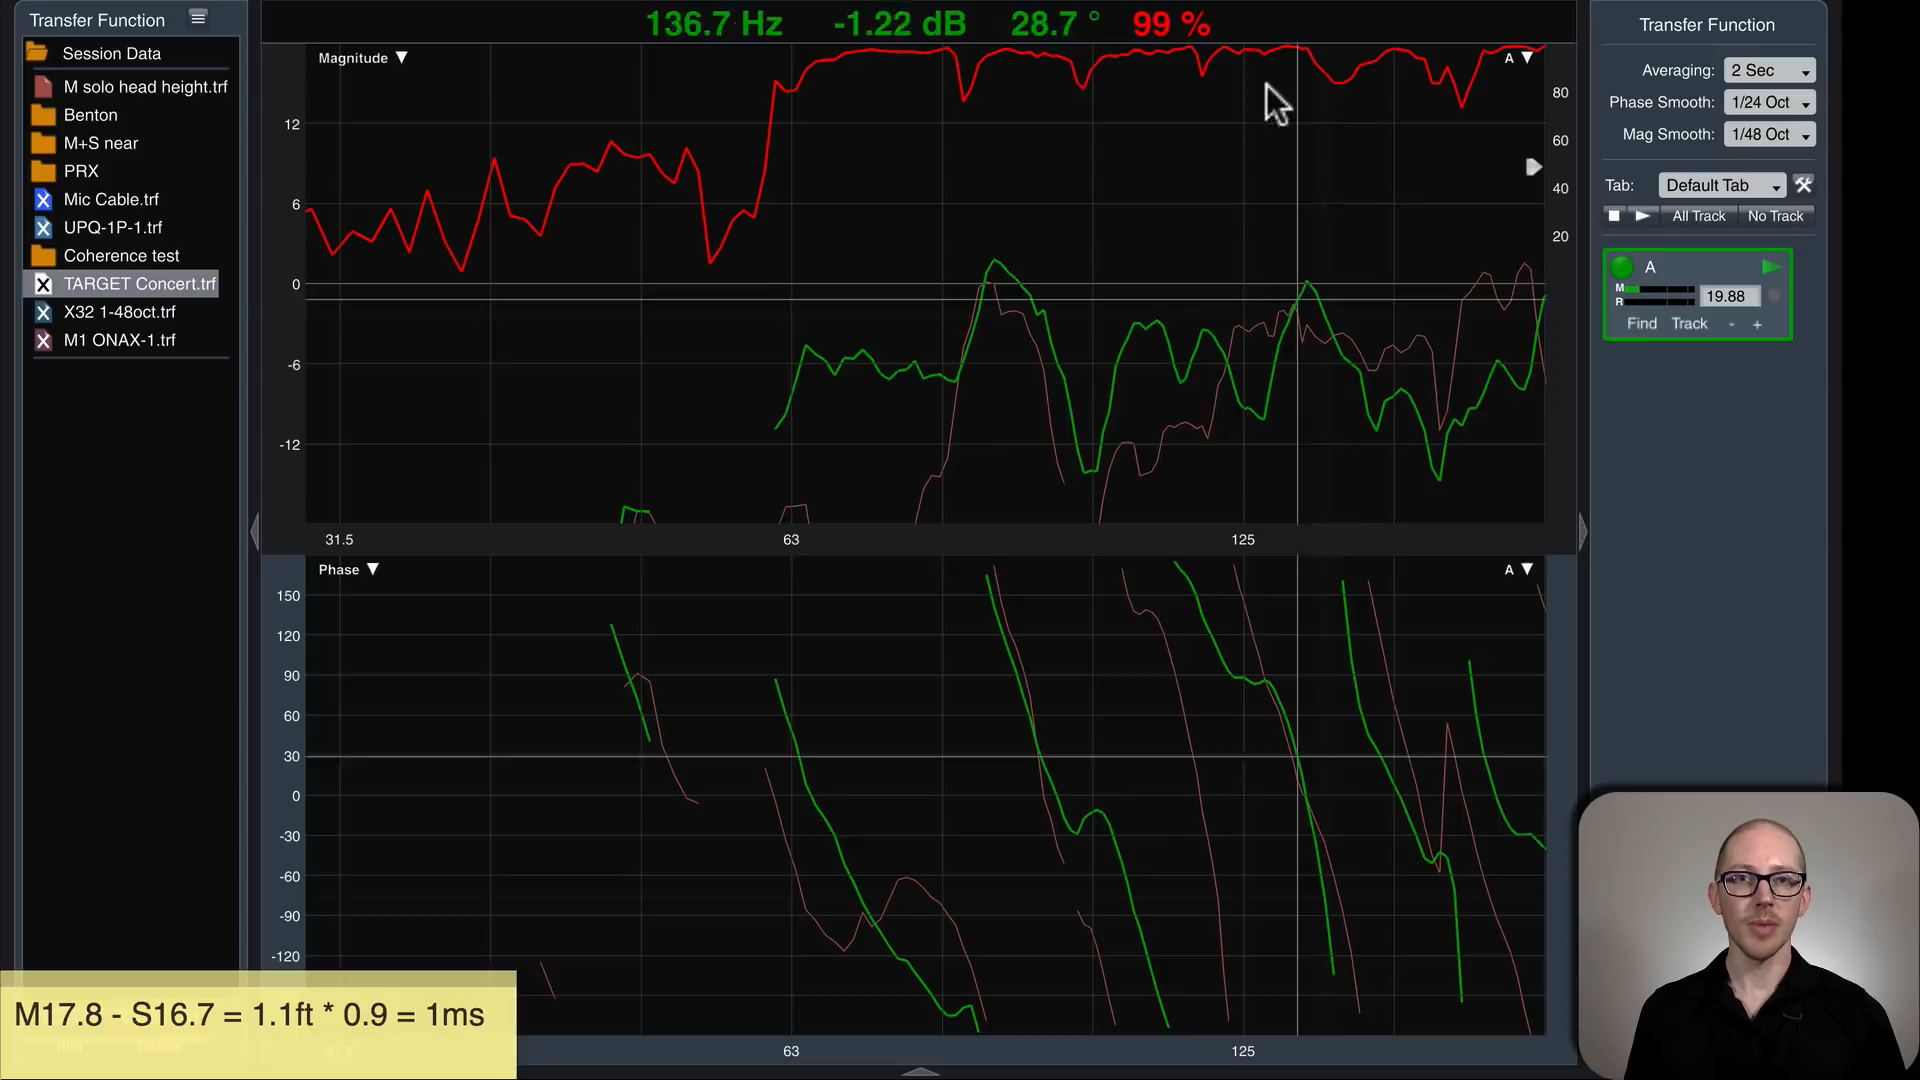 Transfer Function
Session Data
M solo head height.trf
Benton
M+S near
PRX
Mic Cable.trf
UPQ-1P-1.trf
Coherence test
TARGET Concert.trf
X32 1-48oct.trf
M1 ONAX-1.trf
136.7 Hz -1.22 dB 28.7 ° 99 %
Magnitude ▼
A ▼
12
6
0
-6
-12
80
60
40
20
31.5 63 125
Phase ▼
A ▼
150
120
90
60
30
0
-30
-60
-90
-120
31.5 63 125
M17.8 - S16.7 = 1.1ft * 0.9 = 1ms
Info Delete
Transfer Function
Averaging: 2 Sec
Phase Smooth: 1/24 Oct
Mag Smooth: 1/48 Oct
Tab: Default Tab
All Track No Track
A
M
R
19.88
Find Track - +